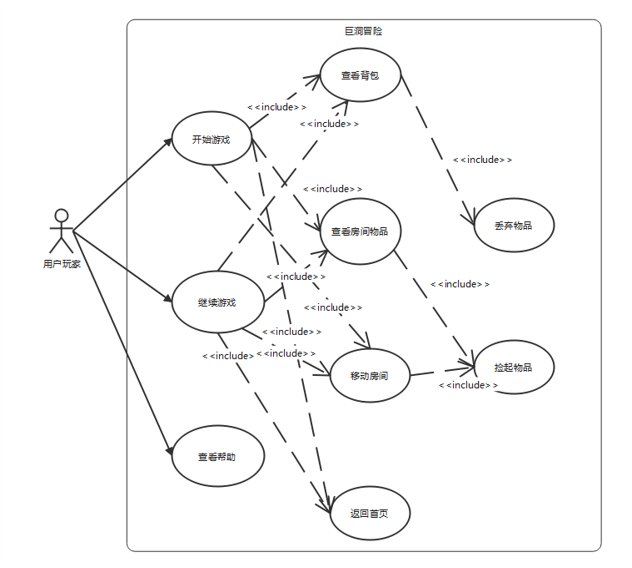 巨洞冒险
查看背包
<<include>>
<<include>>
开始游戏
<<include>>
<<include>>
丢弃物品
查看房间物品
用户玩家
<<include>>
<<include>>
继续游戏
<<include>>
<<include>>
<<include>
<<include>>
移动房间
捡起物品
<<include>>
查看帮助
返回首页